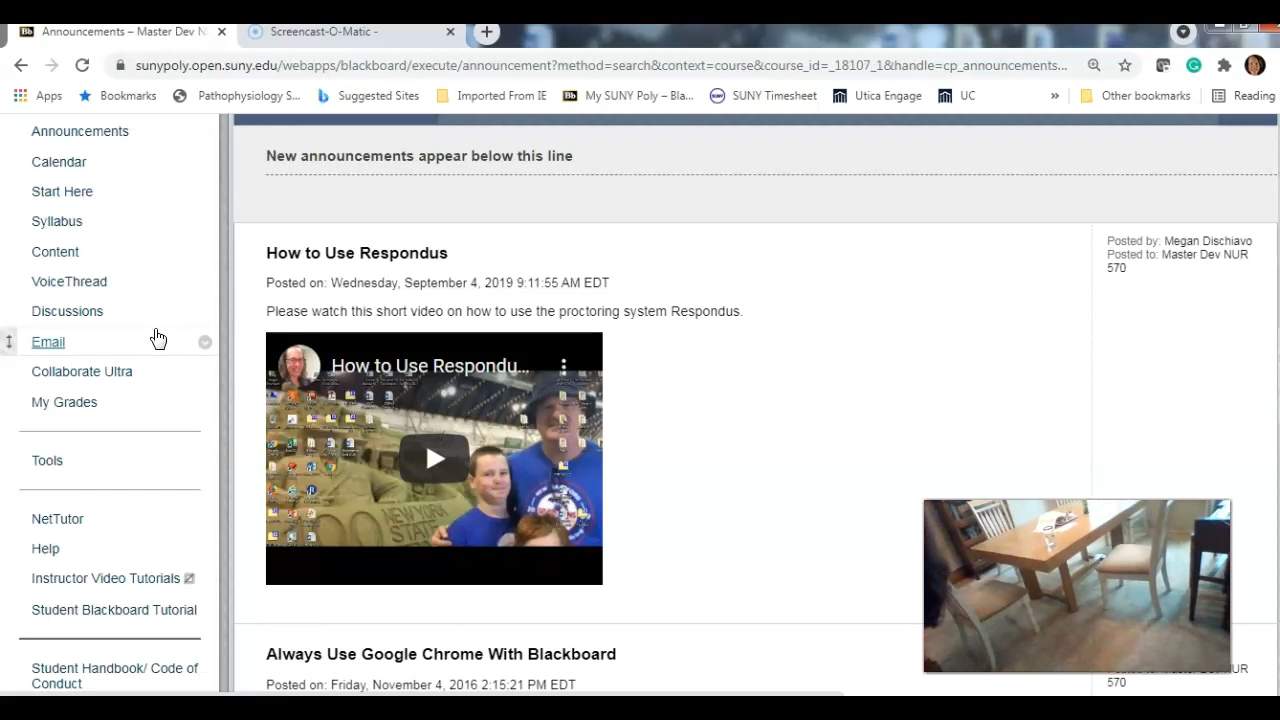 Announcements – Master Dev N
Screencast-O-Matic -
sunypoly.open.suny.edu/webapps/blackboard/execute/announcement?method=search&context=course&course_id=_18107_1&handle=cp_announcements...
Apps
Bookmarks
Pathophysiology S...
Suggested Sites
Imported From IE
Bb
My SUNY Poly – Bla...
SUNY Timesheet
Utica Engage
UC
»
Other bookmarks
Reading
Announcements
Calendar
Start Here
Syllabus
Content
VoiceThread
Discussions
Email
Collaborate Ultra
My Grades
Tools
NetTutor
Help
Instructor Video Tutorials
Student Blackboard Tutorial
Student Handbook/ Code of
Conduct
New announcements appear below this line
How to Use Respondus
Posted on: Wednesday, September 4, 2019 9:11:55 AM EDT
Please watch this short video on how to use the proctoring system Respondus.
How to Use Respondu...
NEW YORK
STATE
Posted by: Megan Dischiavo
Posted to: Master Dev NUR
570
Always Use Google Chrome With Blackboard
Posted on: Friday, November 4, 2016 2:15:21 PM EDT
570